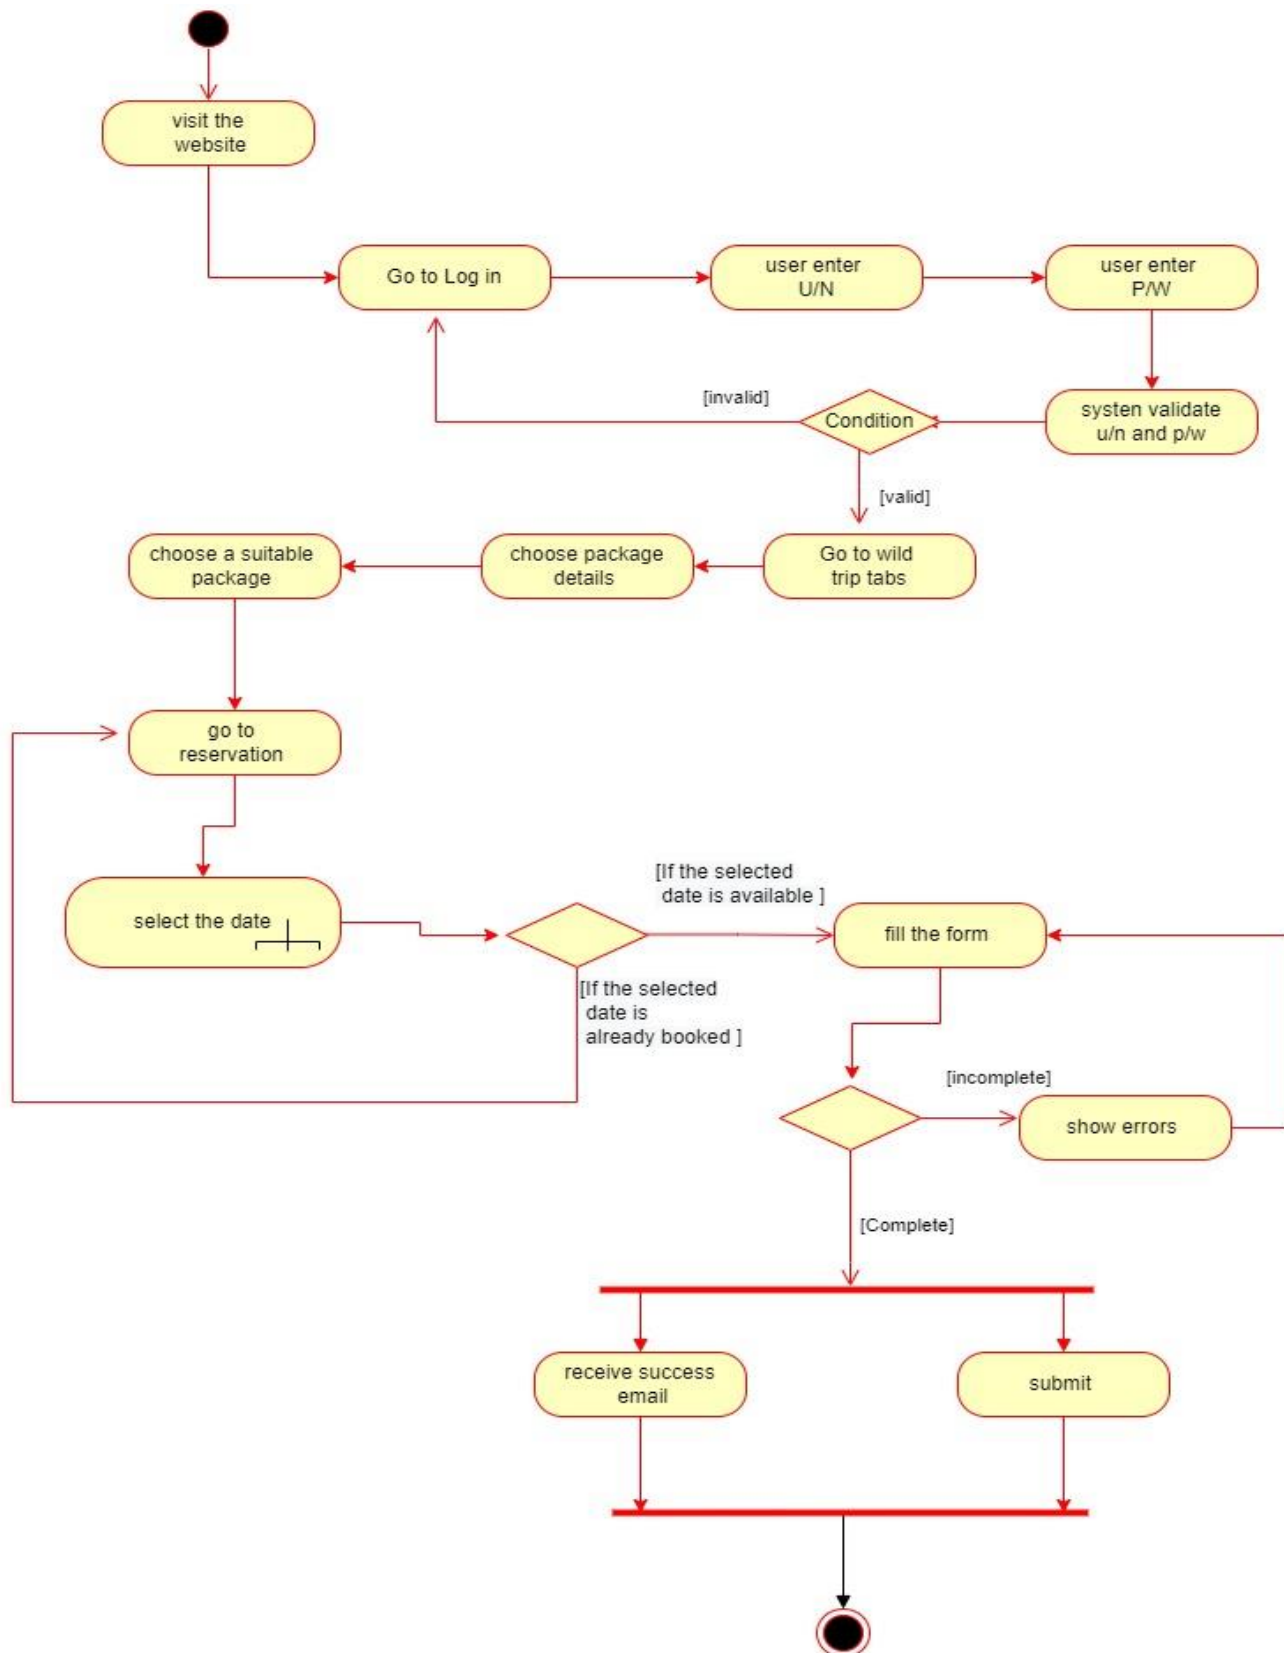 visit the
website
Go to Log in
user enter
U/N
user enter
P/W
[invalid]
Condition
systen validate
u/n and p/w
[valid]
choose a suitable
package
choose package
details
Go to wild
trip tabs
go to
reservation
[If the selected
date is available ]
select the date
fill the form
[If the selected
date is
already booked ]
[incomplete]
show errors
[Complete]
receive success
email
submit